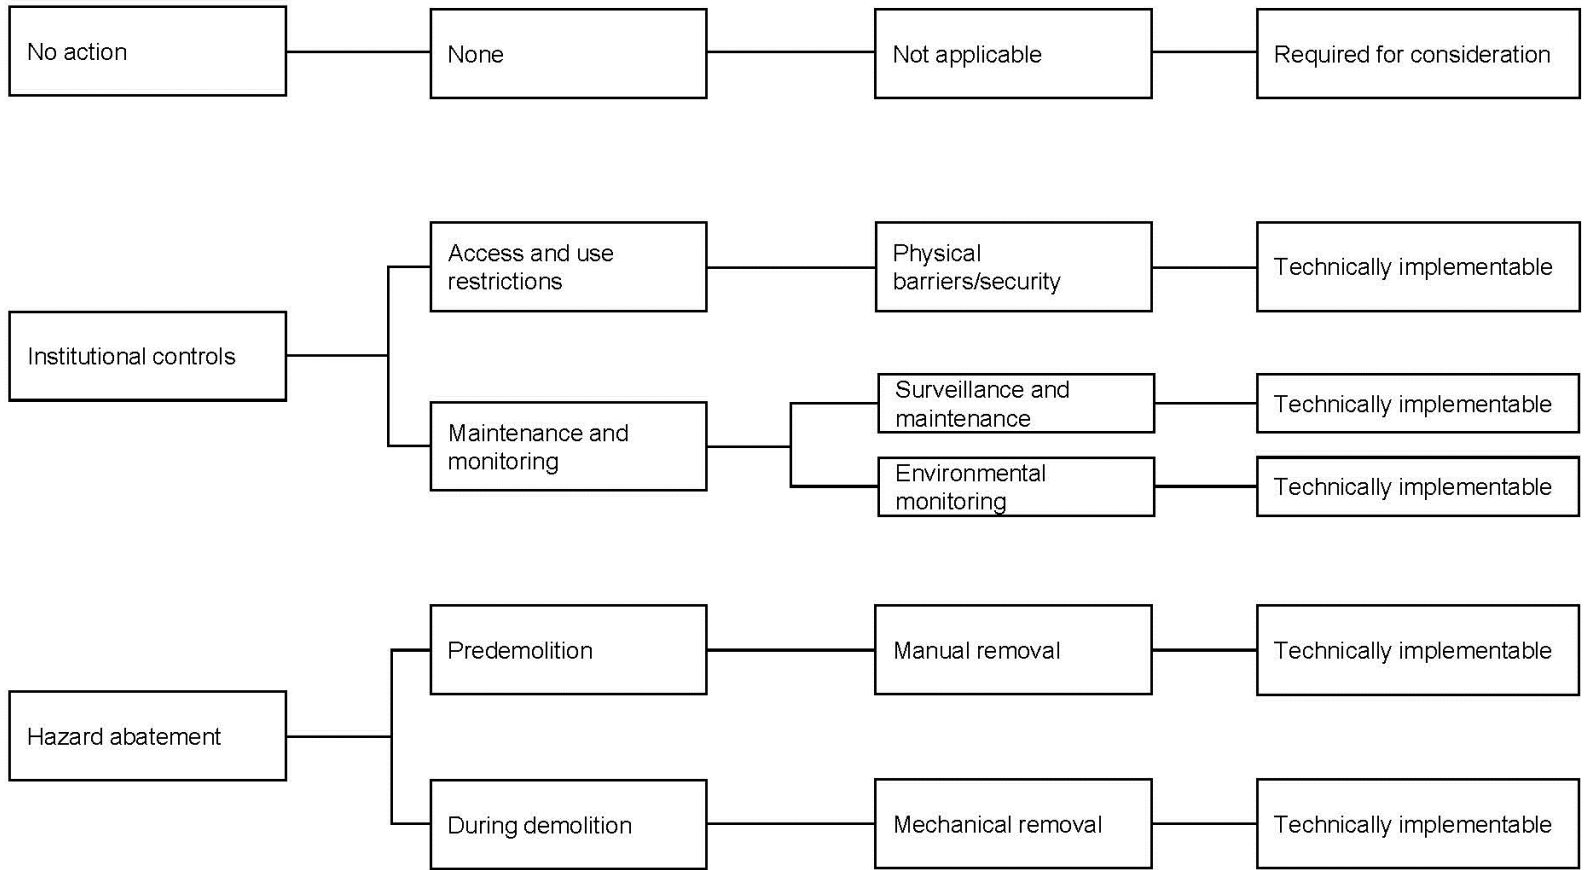 No action
None
Not applicable
Required for consideration
Institutional controls
Access and use
restrictions
Physical
barriers/security
Technically implementable
Maintenance and
monitoring
Surveillance and
maintenance
Technically implementable
Environmental
monitoring
Technically implementable
Hazard abatement
Predemolition
Manual removal
Technically implementable
During demolition
Mechanical removal
Technically implementable